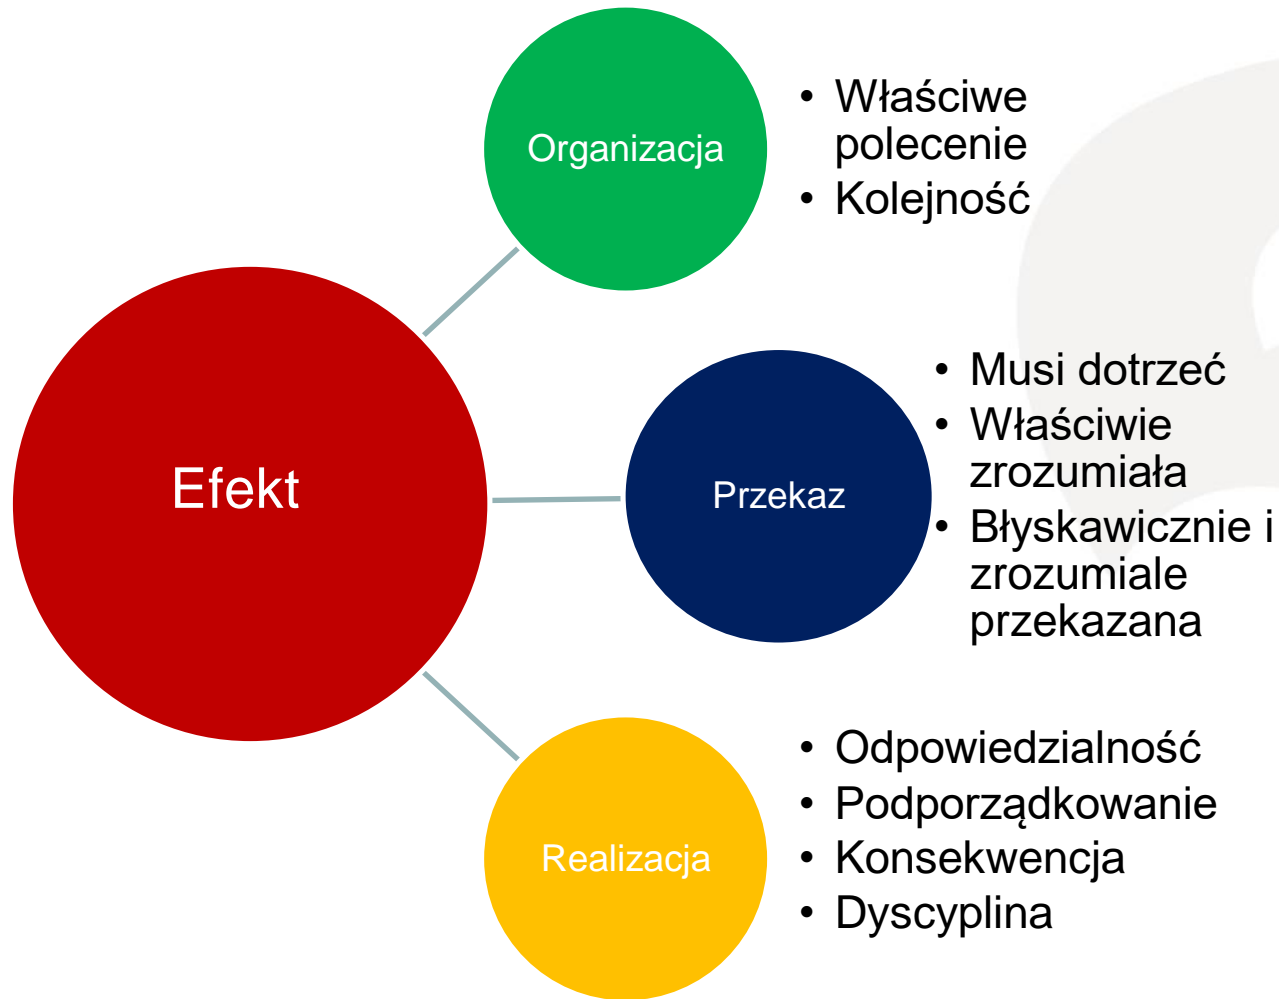 Organizacja
• Właściwe
polecenie
• Kolejność
Efekt
Przekaz
• Musi dotrzeć
• Właściwie
zrozumiała
• Błyskawicznie i
zrozumiale
przekazana
Realizacja
• Odpowiedzialność
• Podporządkowanie
• Konsekwencja
• Dyscyplina